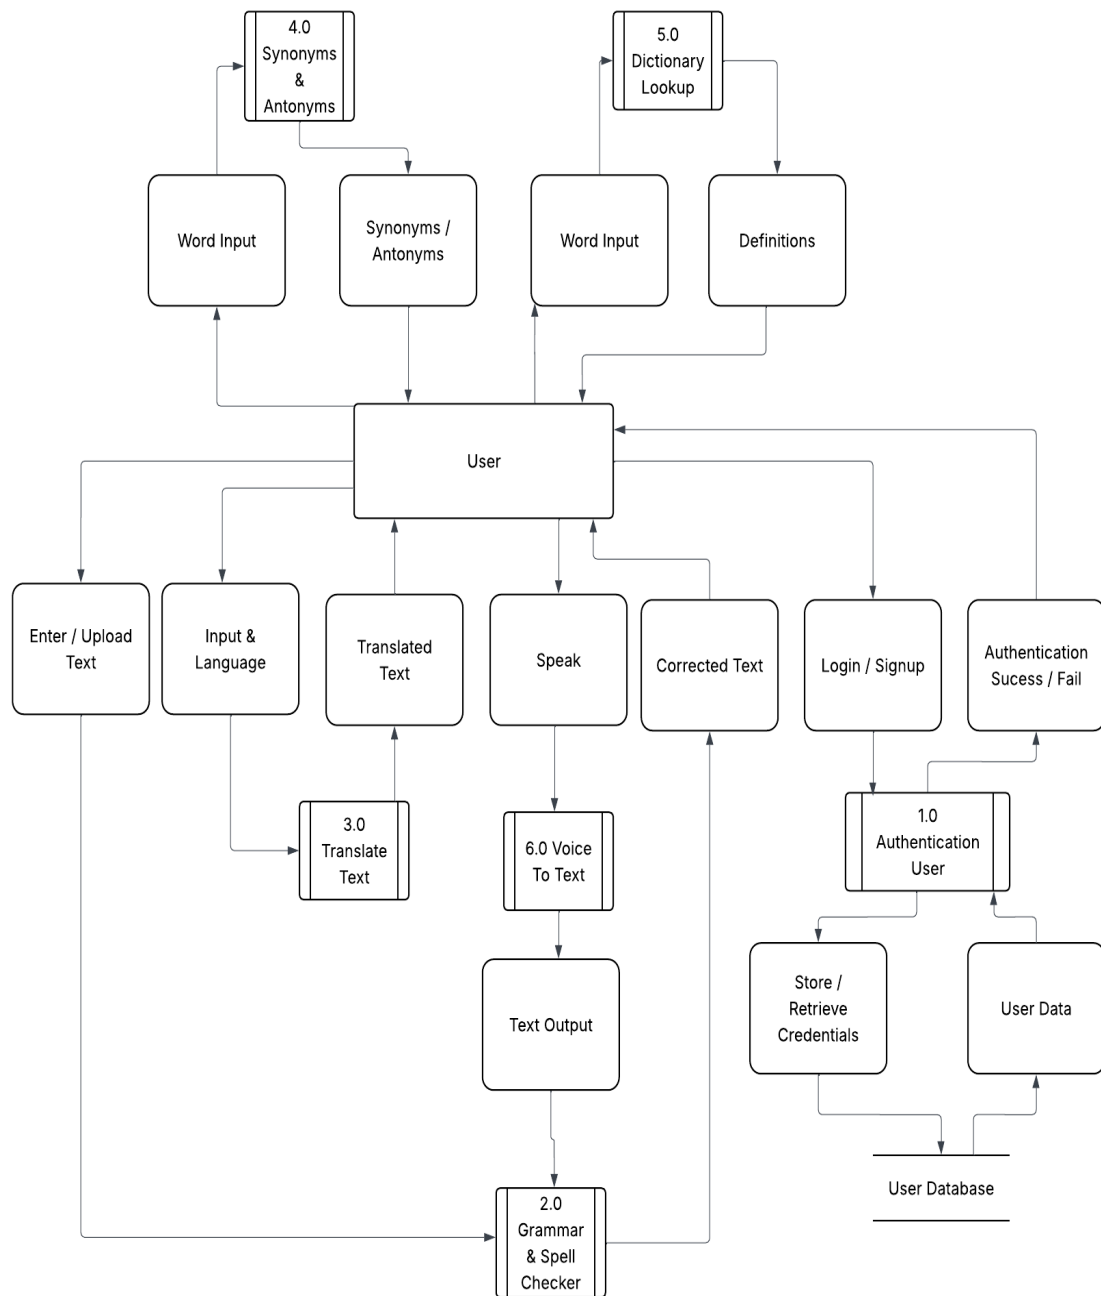 4.0
Synonyms
&
Antonyms
5.0
Dictionary
Lookup
Word Input
Synonyms /
Antonyms
Word Input
Definitions
User
Enter / Upload
Text
Input &
Language
Translated
Text
Speak
Corrected Text
Login / Signup
Authentication
Sucess / Fail
3.0
Translate
Text
6.0 Voice
To Text
1.0
Authentication
User
Text Output
Store /
Retrieve
Credentials
User Data
User Database
2.0
Grammar
& Spell
Checker